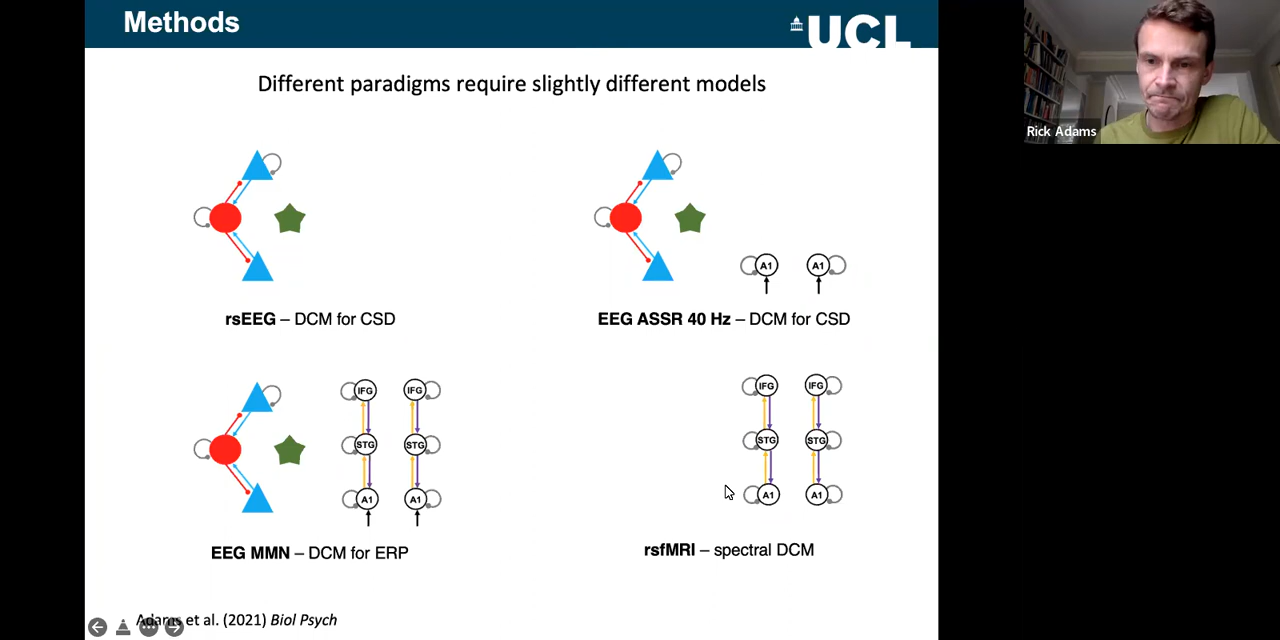 Methods
UCL
Different paradigms require slightly different models
Rick Adams
A1 A1
rsEEG – DCM for CSD
EEG ASSR 40 Hz – DCM for CSD
IFG IFG
STG STG
A1 A1
IFG IFG
STG STG
A1 A1
EEG MMN – DCM for ERP
rsfMRI – spectral DCM
Adams et al. (2021) Biol Psych